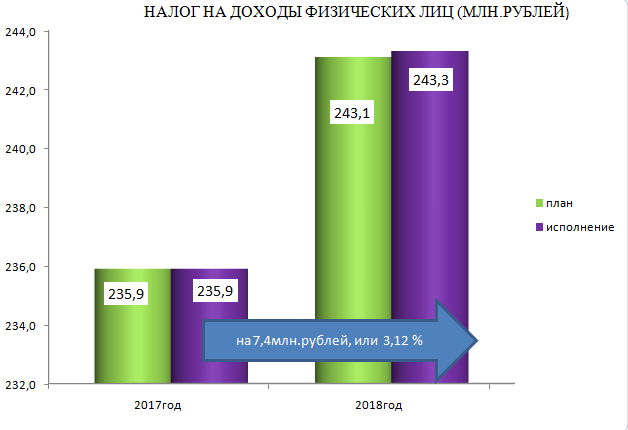 НАЛОГ НА ДОХОДЫ ФИЗИЧЕСКИХ ЛИЦ (МЛН.РУБЛЕЙ)
244,0
242,0
240,0
238,0
236,0
234,0
232,0
235,9
235,9
243,1
243,3
на7,4млн.рублей, или 3,12 %
2017год
2018год
план
исполнение